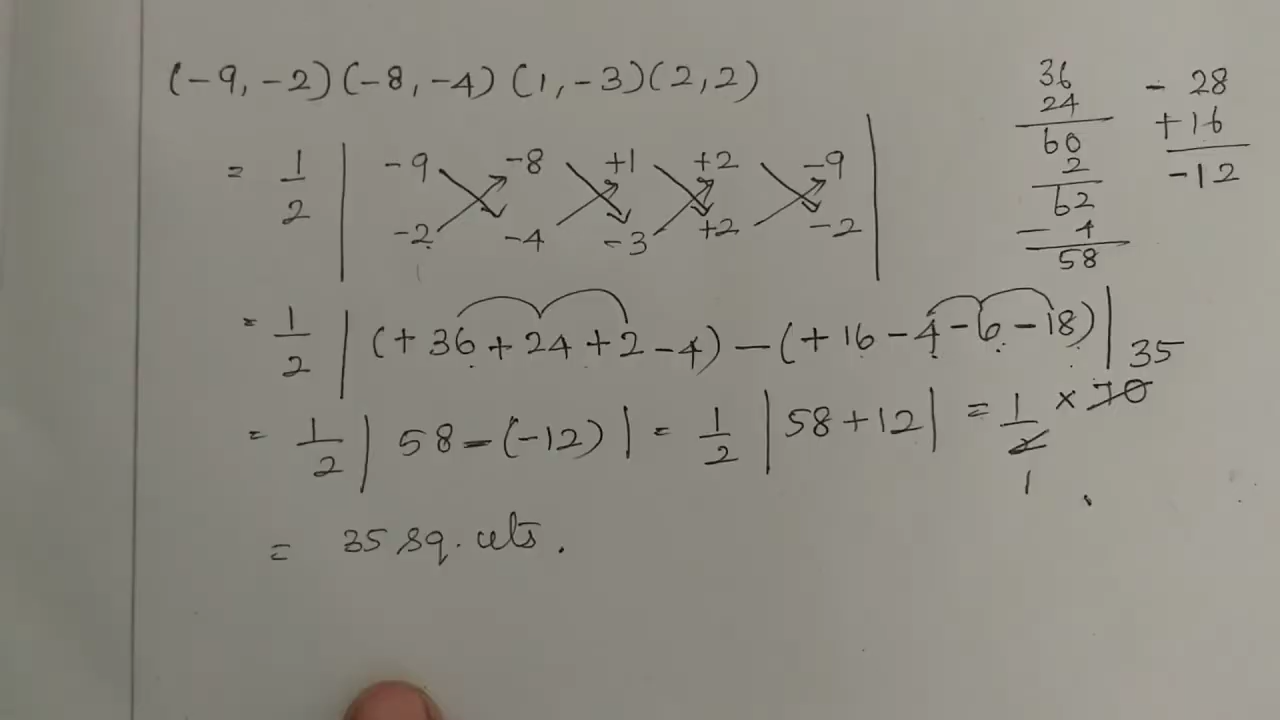 (-9, -2) (-8, -4) (1, -3) (2, 2)
= 1/2 | -9 -8 +1 +2 -9 |
-2 -4 -3 +2 -2
= 1/2 | (+ 36 + 24 + 2 - 4) - (+ 16 - 4 - 6 - 18) |
= 1/2 | 58 - (-12) | = 1/2 | 58 + 12 | = 1/2 × 70 35
1
= 35 sq. uts.
36
24
60
2
62
- 4
58
- 28
+ 16
- 12